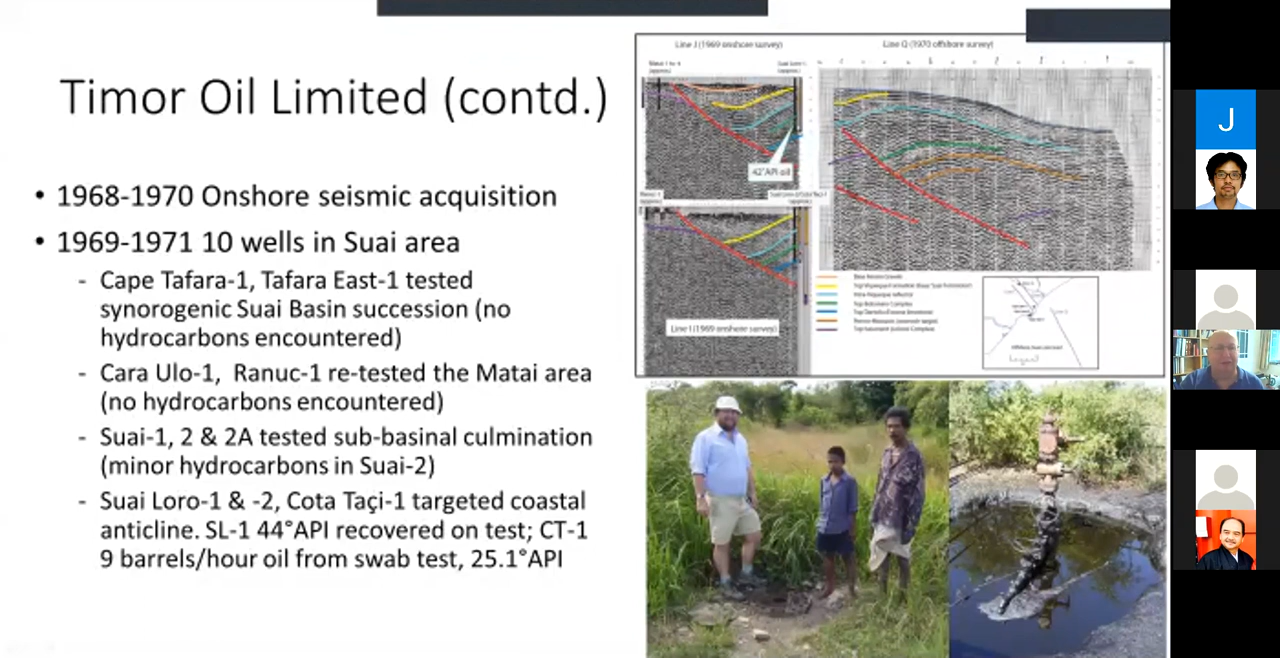 Timor Oil Limited (contd.)
• 1968-1970 Onshore seismic acquisition
• 1969-1971 10 wells in Suai area
- Cape Tafara-1, Tafara East-1 tested
synorogenic Suai Basin succession (no
hydrocarbons encountered)
- Cara Ulo-1, Ranuc-1 re-tested the Matai area
(no hydrocarbons encountered)
- Suai-1, 2 & 2A tested sub-basinal culmination
(minor hydrocarbons in Suai-2)
- Suai Loro-1 & -2, Cota Taçi-1 targeted coastal
anticline. SL-1 44°API recovered on test; CT-1
9 barrels/hour oil from swab test, 25.1°API
Line J (1969 onshore survey)
Line Q (1970 offshore survey)
42°API oil
Line I (1969 onshore survey)
J